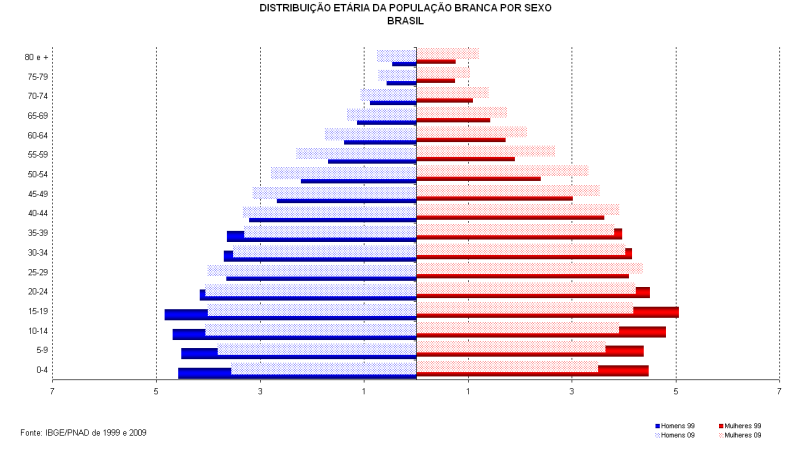 DISTRIBUIÇÃO ETÁRIA DA POPULAÇÃO BRANCA POR SEXO
BRASIL
80 e +
75-79
70-74
65-69
60-64
55-59
50-54
45-49
40-44
35-39
30-34
25-29
20-24
15-19
10-14
5-9
0-4
7 5 3 1 1 3 5 7
Fonte: IBGE/PNAD de 1999 e 2009
Homens 99 Mulheres 99
Homens 09 Mulheres 09